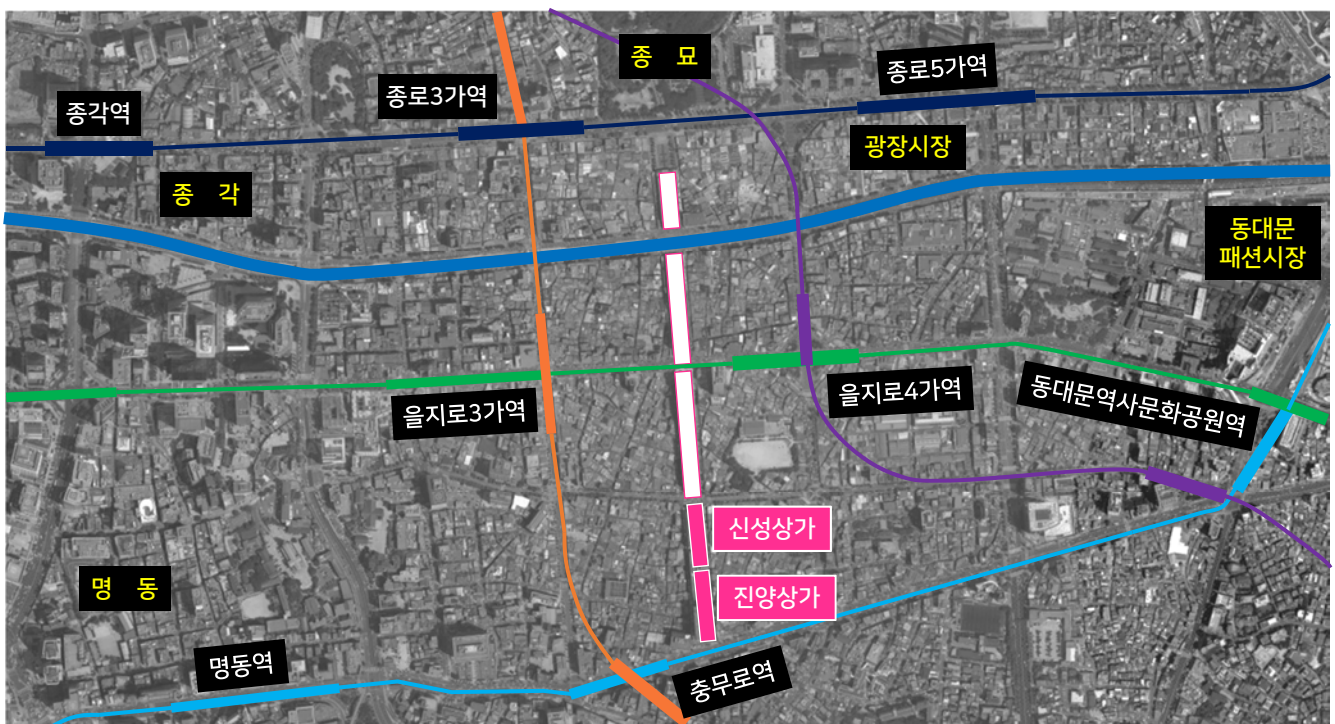 종 묘
종로5가역
종로3가역
종각역
광장시장
종 각
동대문
패션시장
을지로3가역
을지로4가역
동대문역사문화공원역
신성상가
명 동
진양상가
명동역
충무로역